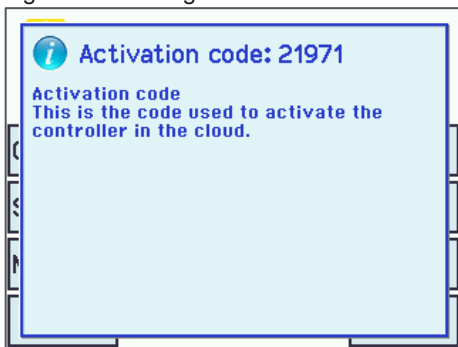 Activation code: 21971
Activation code
This is the code used to activate the
controller in the cloud.